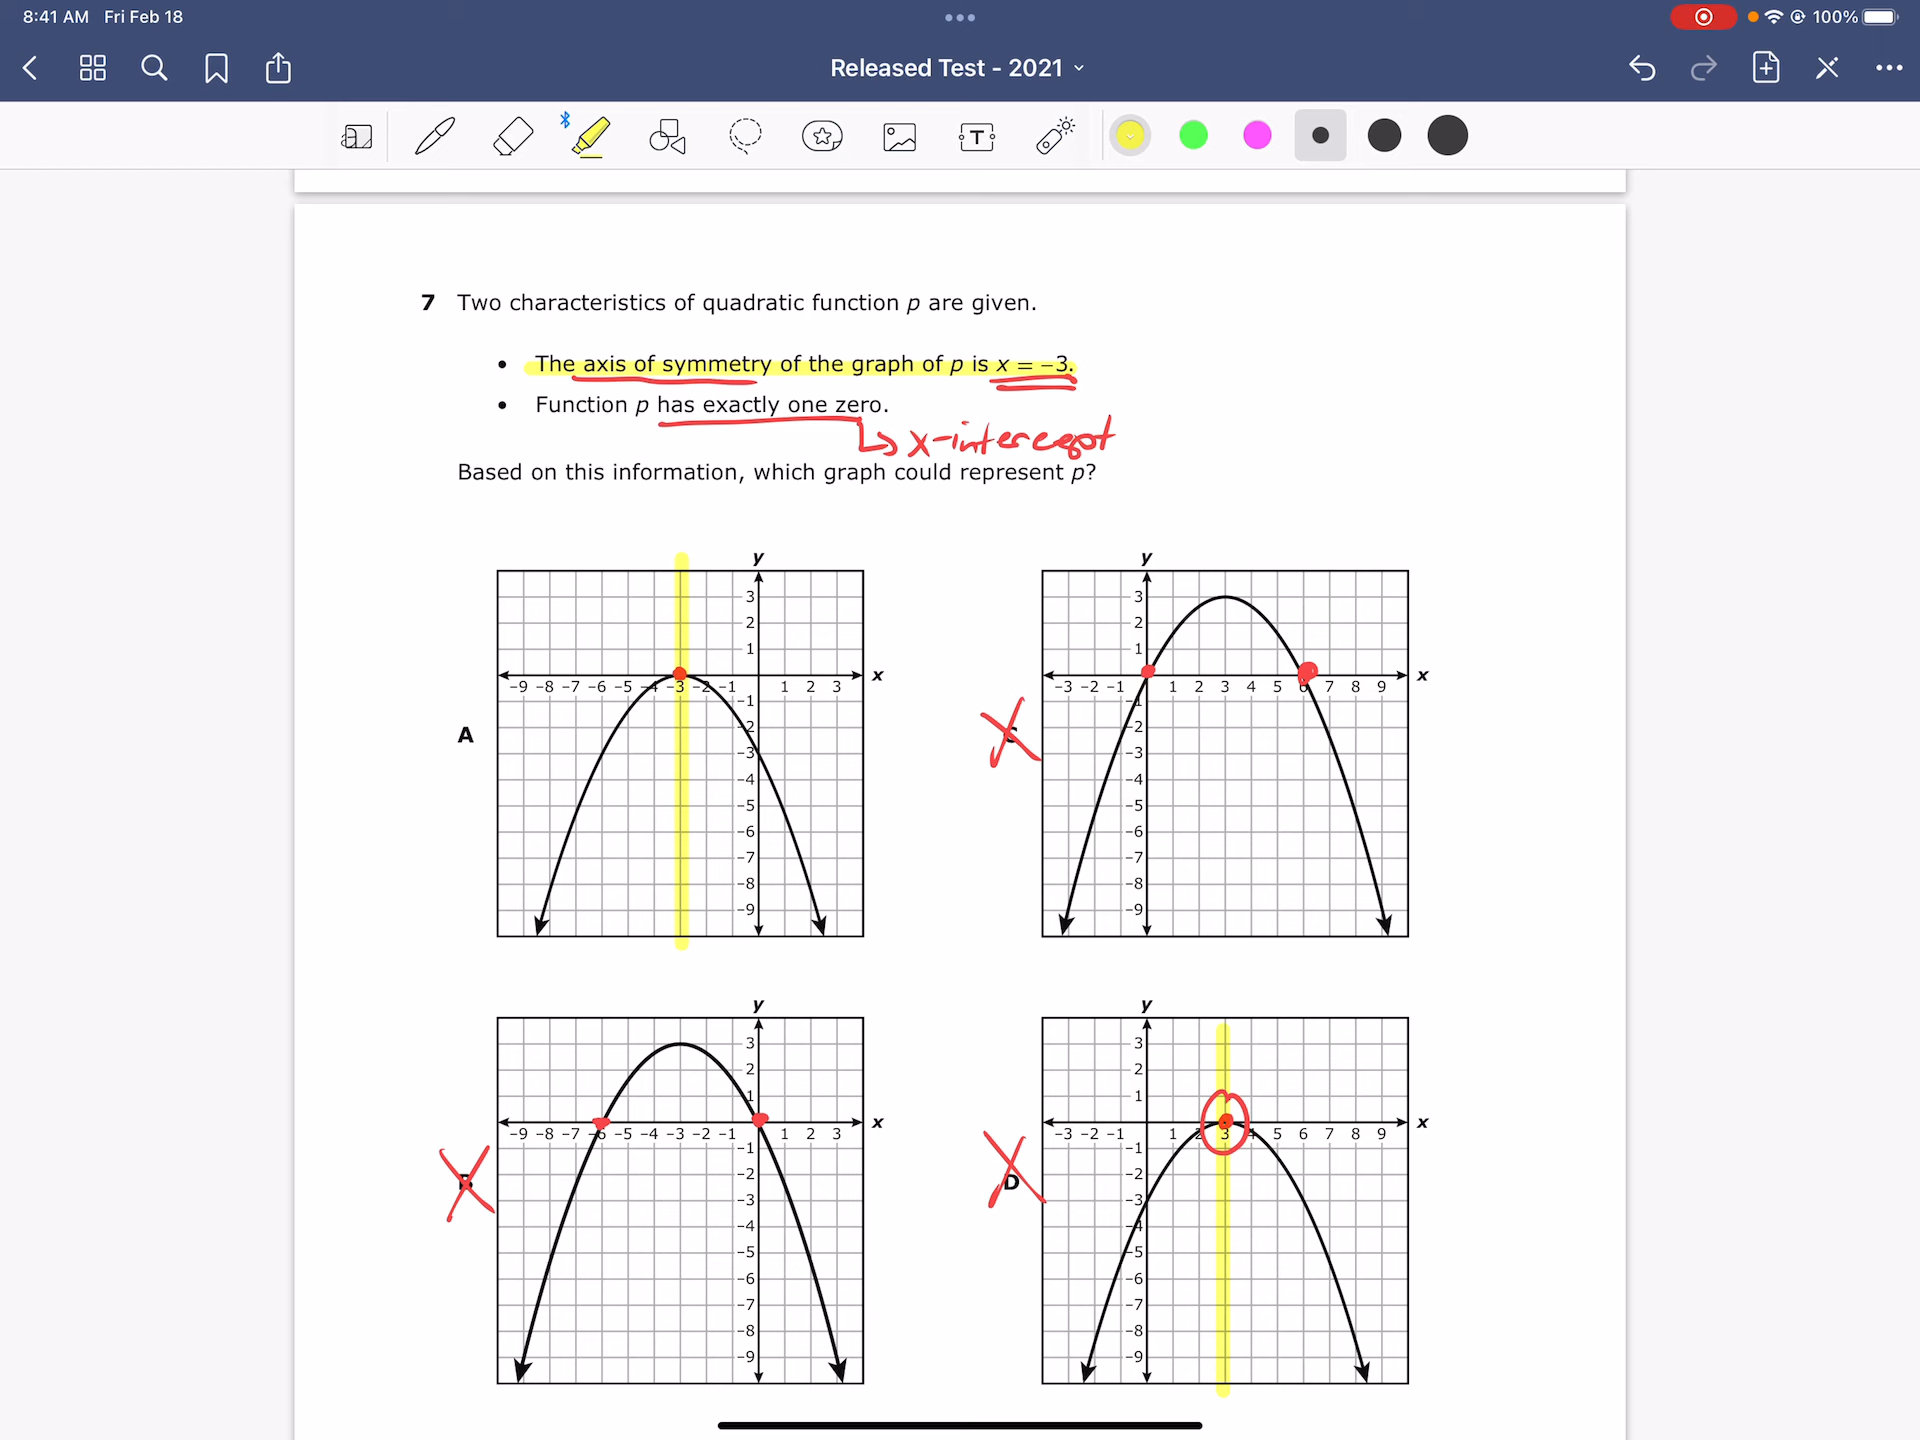 8:41 AM Fri Feb 18
100%
Released Test - 2021
7 Two characteristics of quadratic function p are given.
• The axis of symmetry of the graph of p is x = −3.
• Function p has exactly one zero.
x-intercept
Based on this information, which graph could represent p?
y
3
2
1
x
−9 −8 −7 −6 −5 −4 −3 −2 −1 1 2 3
−1
−2
−3
−4
−5
−6
−7
−8
−9
A
y
3
2
1
x
−3 −2 −1 1 2 3 4 5 6 7 8 9
−1
−2
−3
−4
−5
−6
−7
−8
−9
C
y
3
2
1
x
−9 −8 −7 −6 −5 −4 −3 −2 −1 1 2 3
−1
−2
−3
−4
−5
−6
−7
−8
−9
B
y
3
2
1
x
−3 −2 −1 1 2 3 4 5 6 7 8 9
−1
−2
−3
−4
−5
−6
−7
−8
−9
D